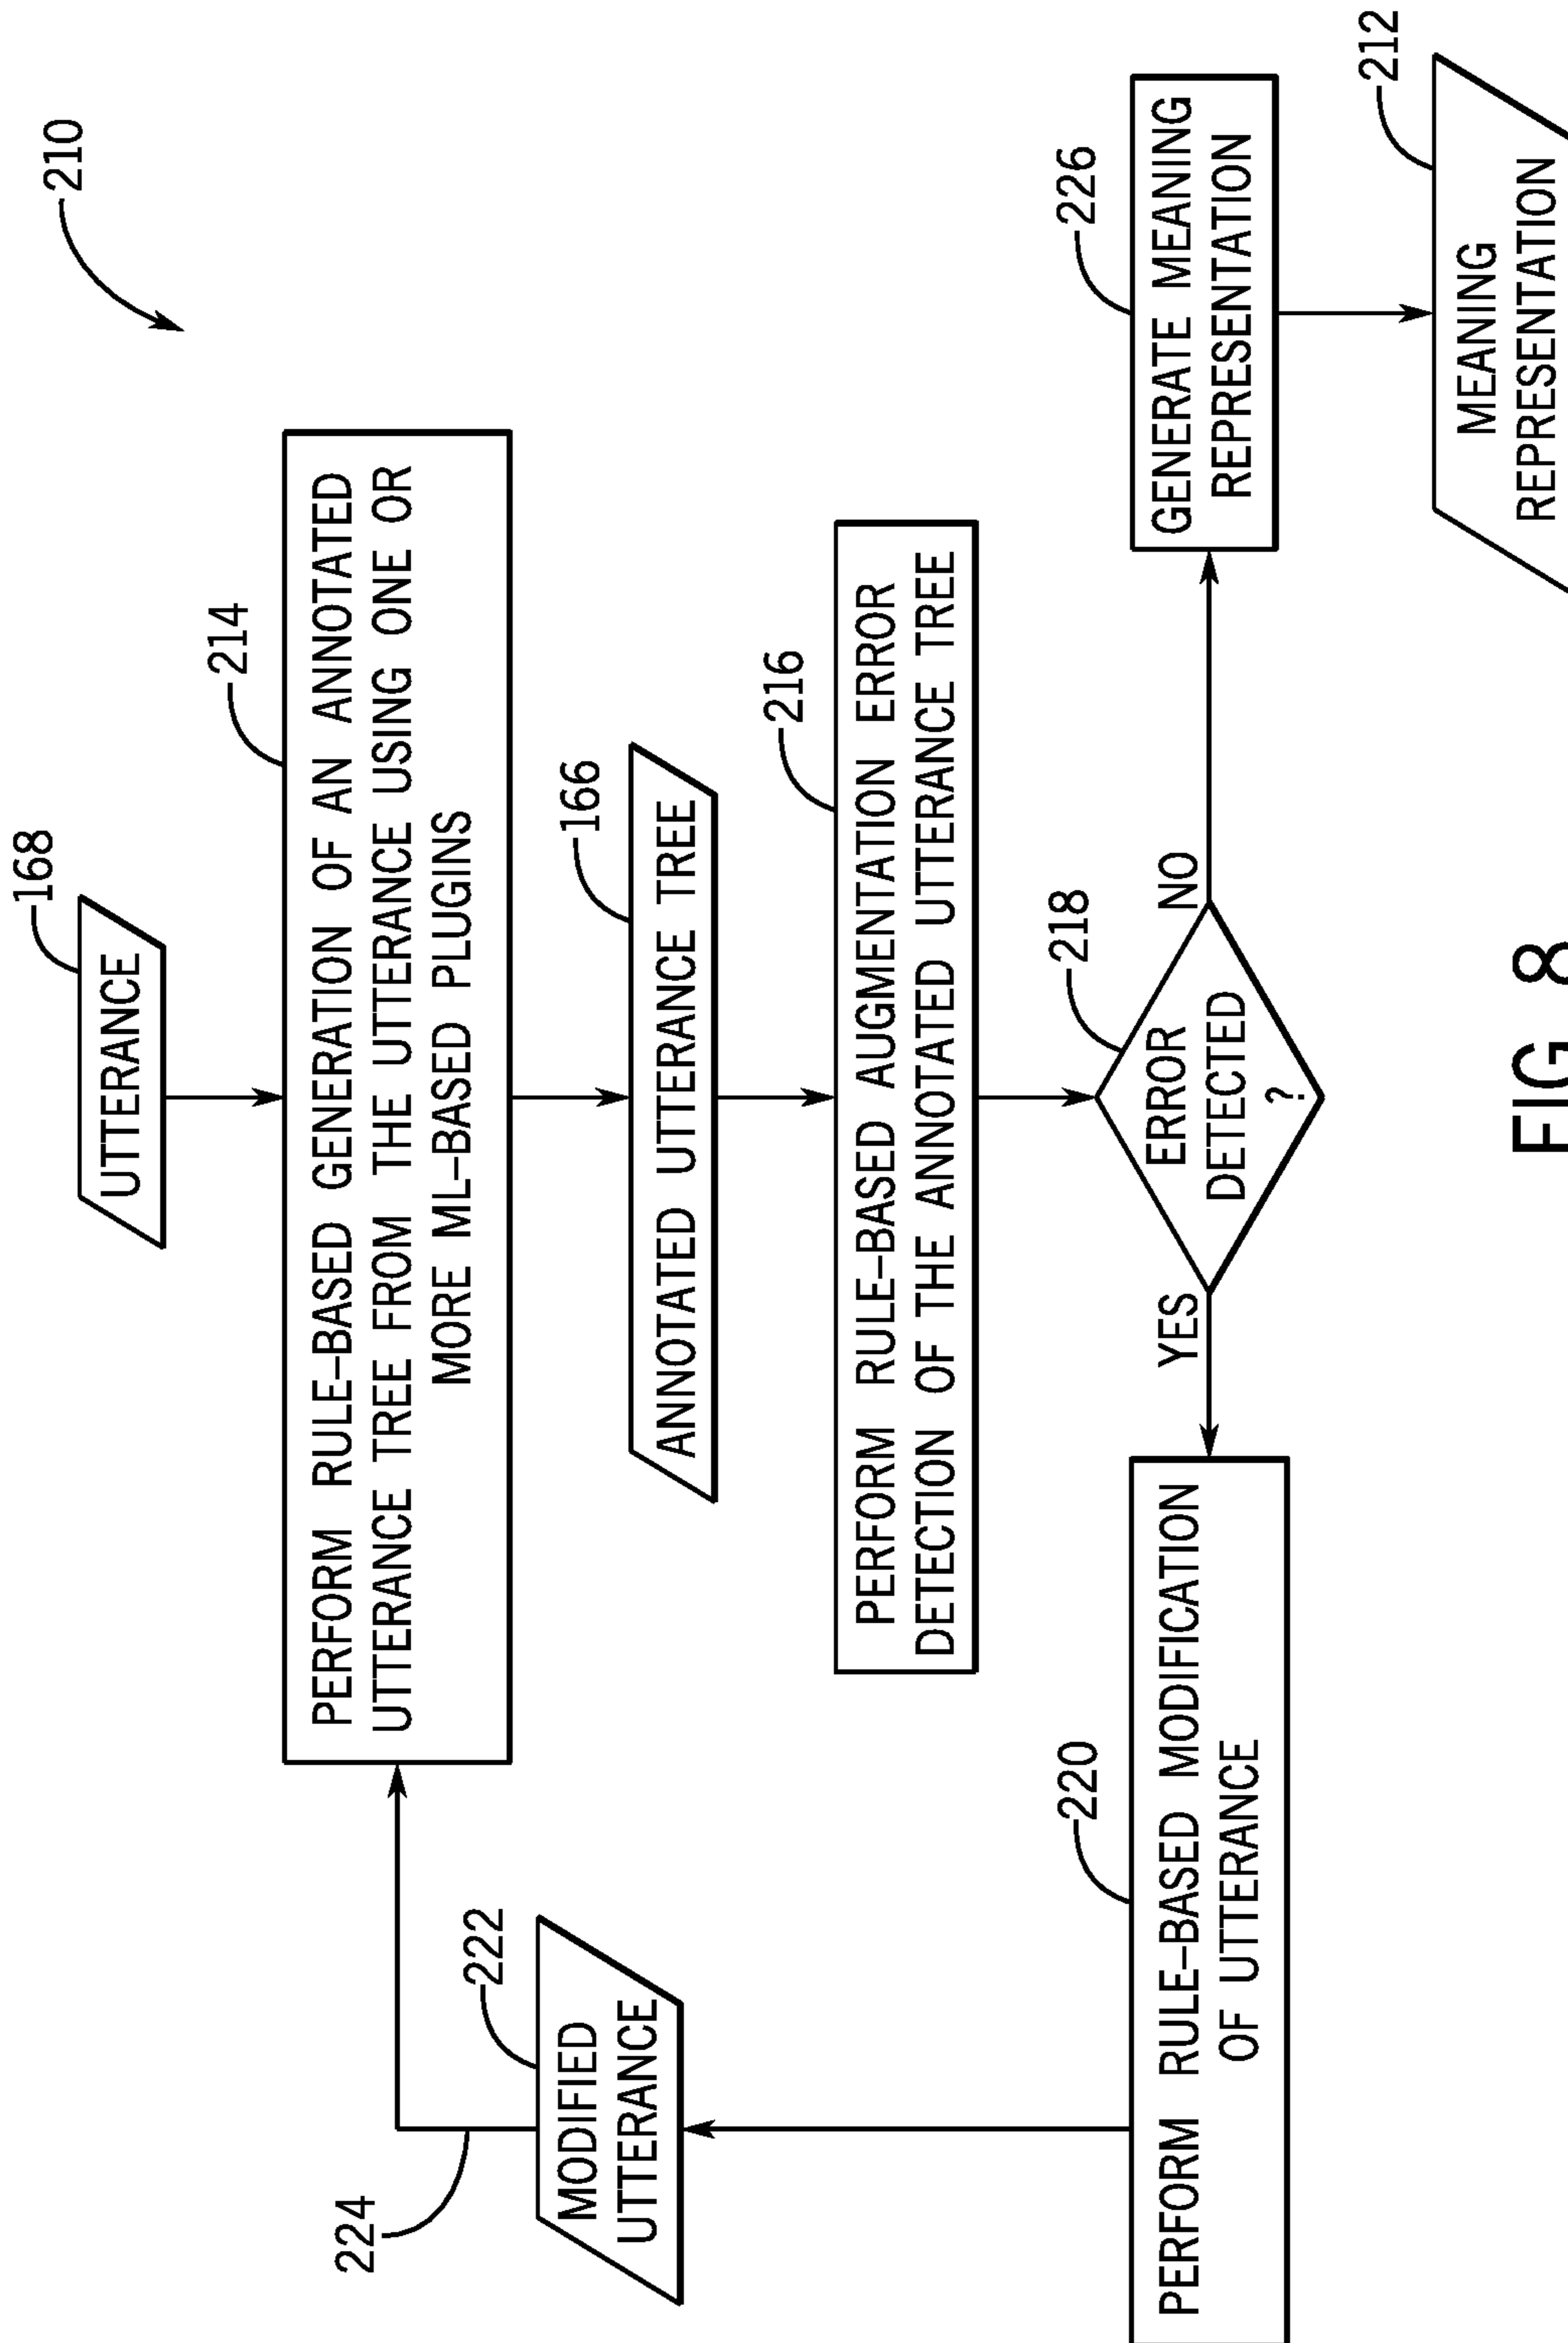 210
168
UTTERANCE
214
PERFORM RULE-BASED GENERATION OF AN ANNOTATED
UTTERANCE TREE FROM THE UTTERANCE USING ONE OR
MORE ML-BASED PLUGINS
224
222
MODIFIED
UTTERANCE
166
ANNOTATED UTTERANCE TREE
216
PERFORM RULE-BASED AUGMENTATION ERROR
DETECTION OF THE ANNOTATED UTTERANCE TREE
218
ERROR
DETECTED
?
YES
NO
220
PERFORM RULE-BASED MODIFICATION
OF UTTERANCE
226
GENERATE MEANING
REPRESENTATION
212
MEANING
REPRESENTATION
FIG 8